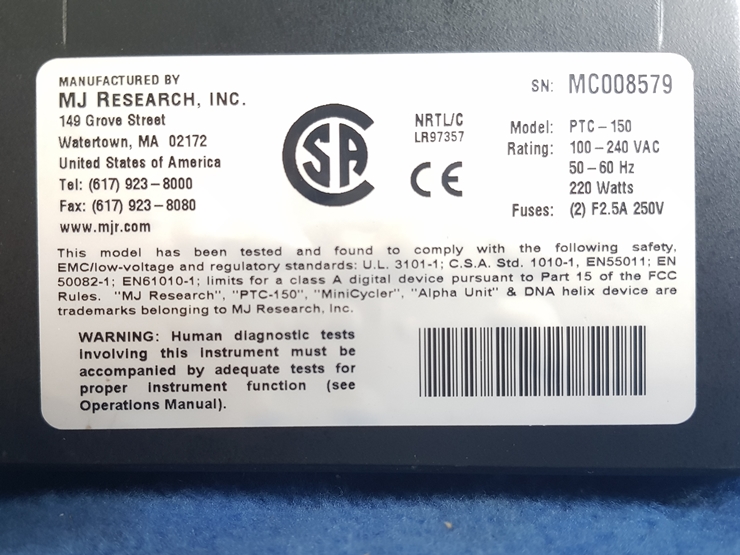 MANUFACTURED BY
MJ RESEARCH, INC.
149 Grove Street
Watertown, MA 02172
United States of America
Tel: (617) 923-8000
Fax: (617) 923-8080
www.mjr.com
SA
NRTL/C
LR97357
CE
SN: MC008579
Model: PTC-150
Rating: 100-240 VAC
50-60 Hz
220 Watts
Fuses: (2) F2.5A 250V
This model has been tested and found to comply with the following safety,
EMC/low-voltage and regulatory standards: U.L. 3101-1; C.S.A. Std. 1010-1, EN55011; EN
50082-1; EN61010-1; limits for a class A digital device pursuant to Part 15 of the FCC
Rules. "MJ Research", "PTC-150", "MiniCycler", "Alpha Unit" & DNA helix device are
trademarks belonging to MJ Research, Inc.
WARNING: Human diagnostic tests
involving this instrument must be
accompanied by adequate tests for
proper instrument function (see
Operations Manual).